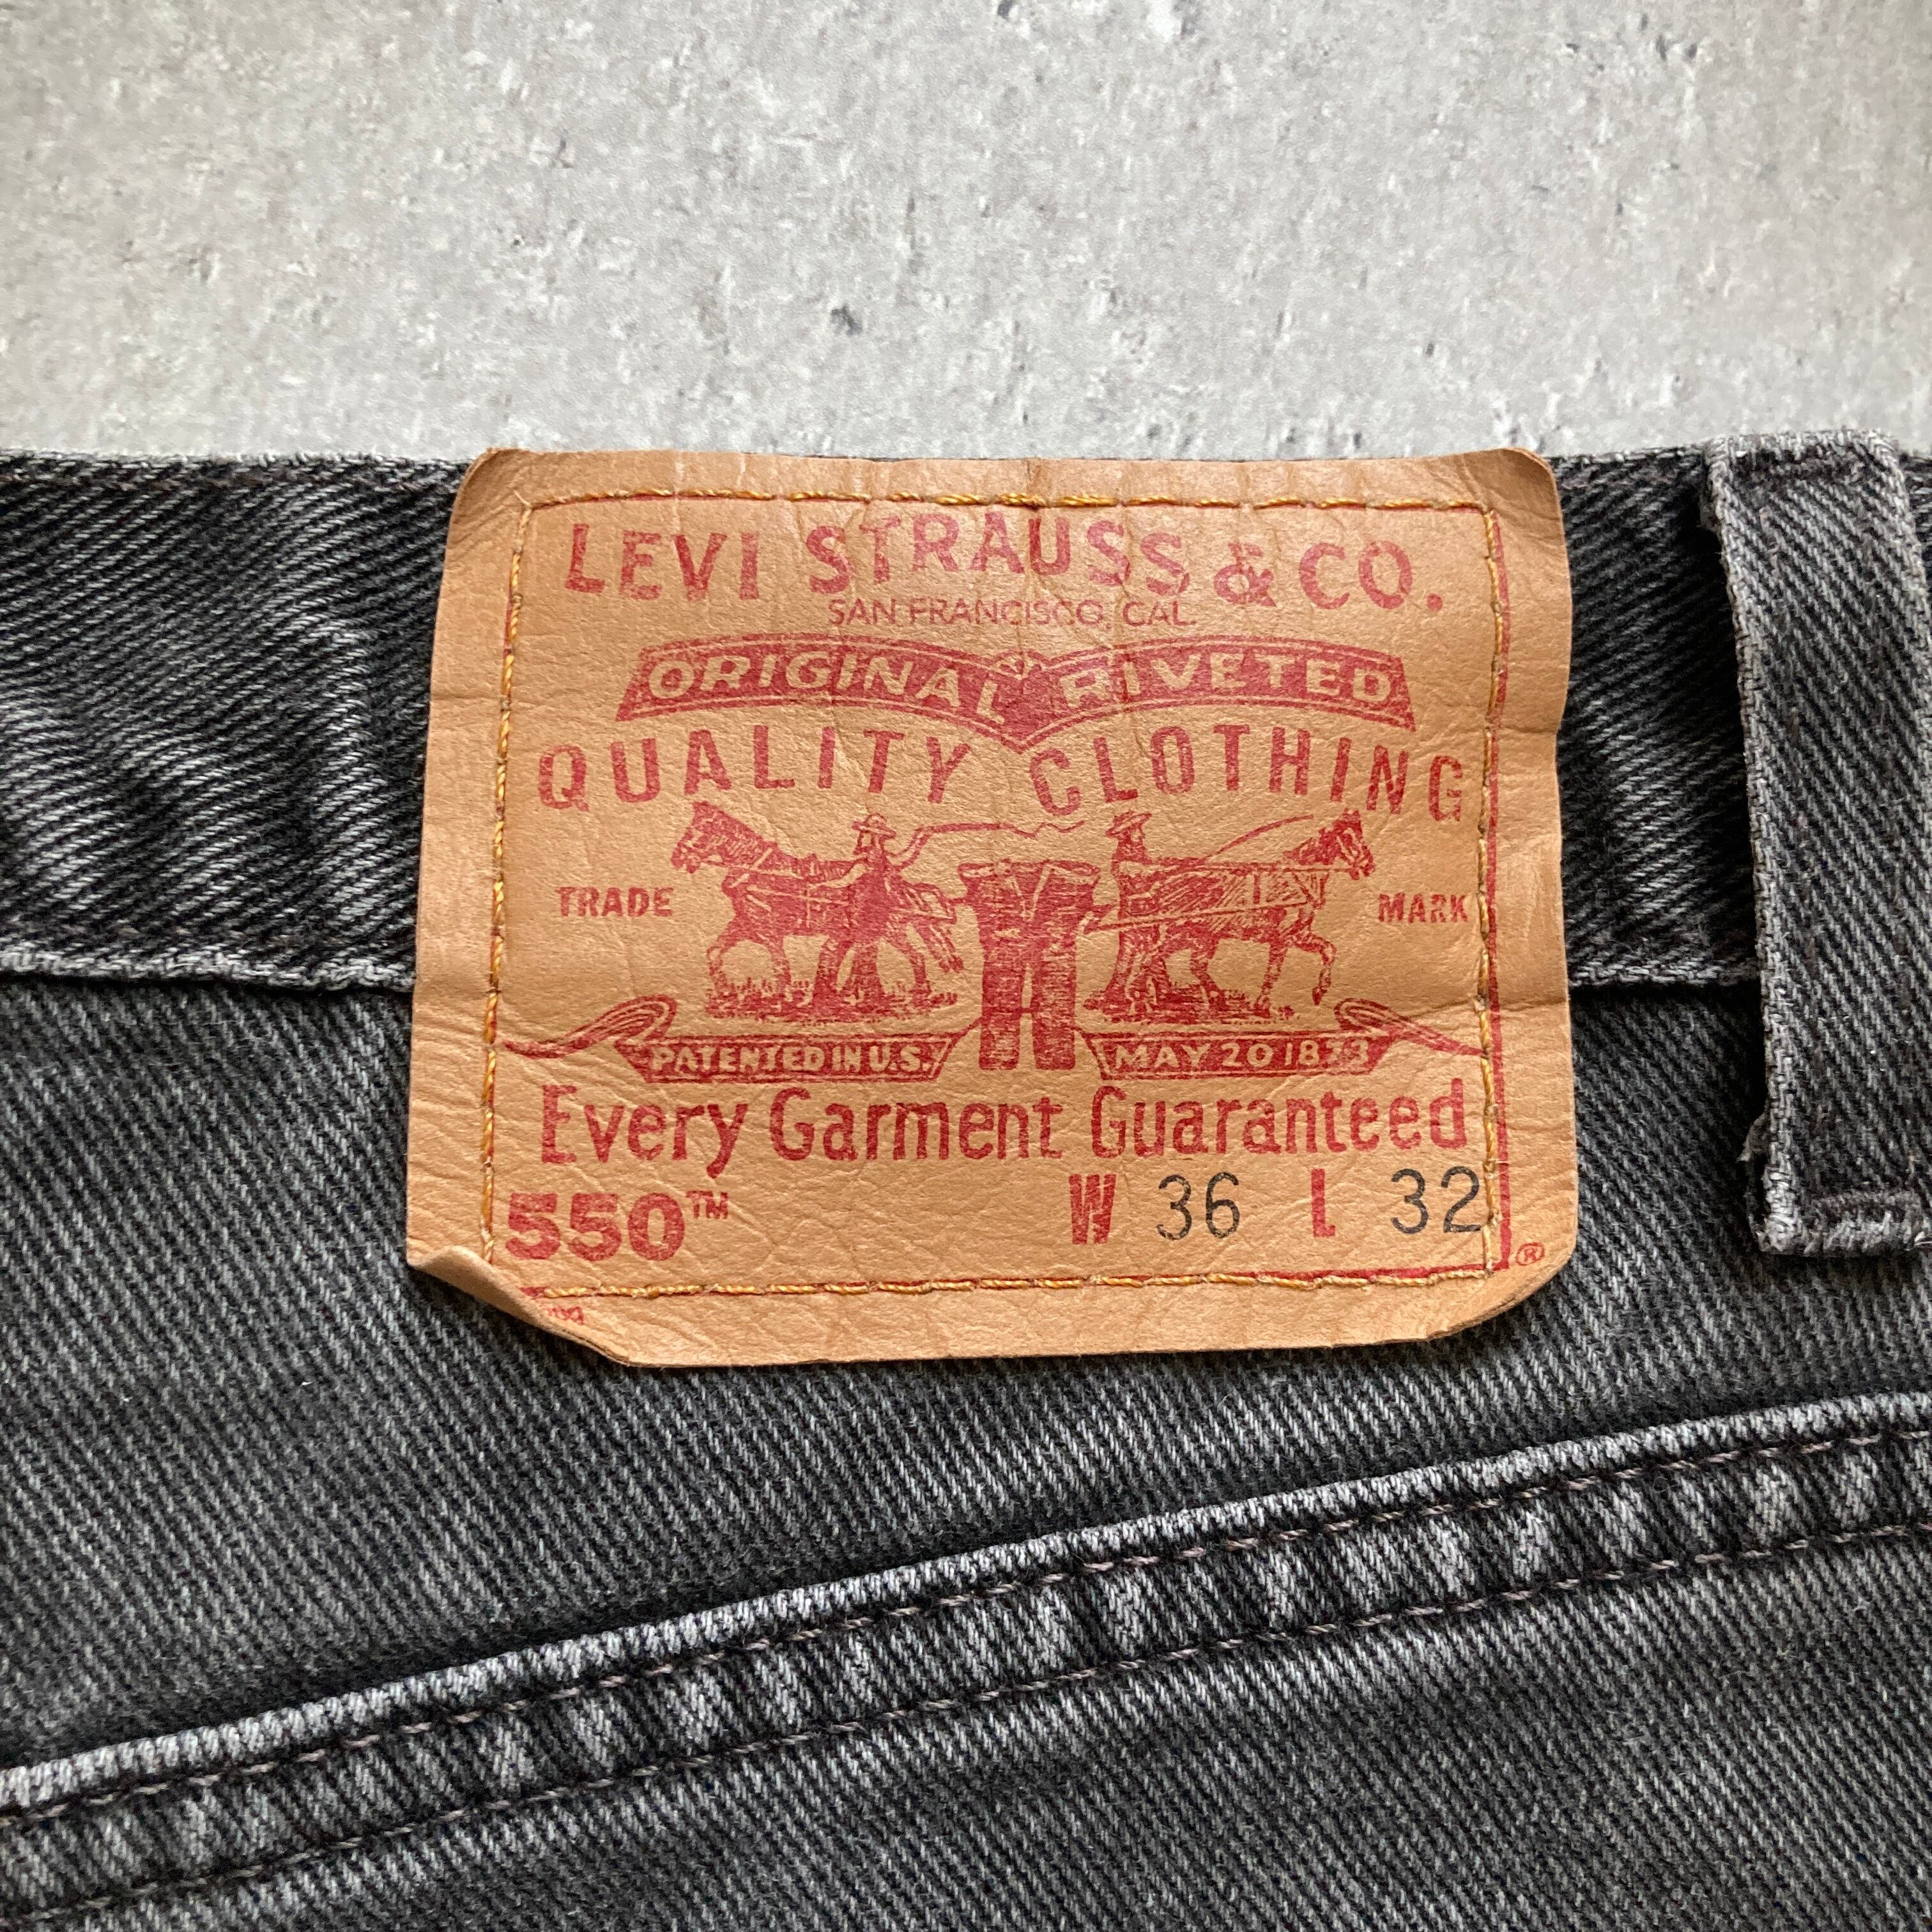 LEVI STRAUSS & CO.
SAN FRANCISCO, CAL.
ORIGINAL RIVETED
QUALITY CLOTHING
TRADE MARK
PATENTED IN U.S. MAY 20 1873
Every Garment Guaranteed
550™ W 36 L 32
®